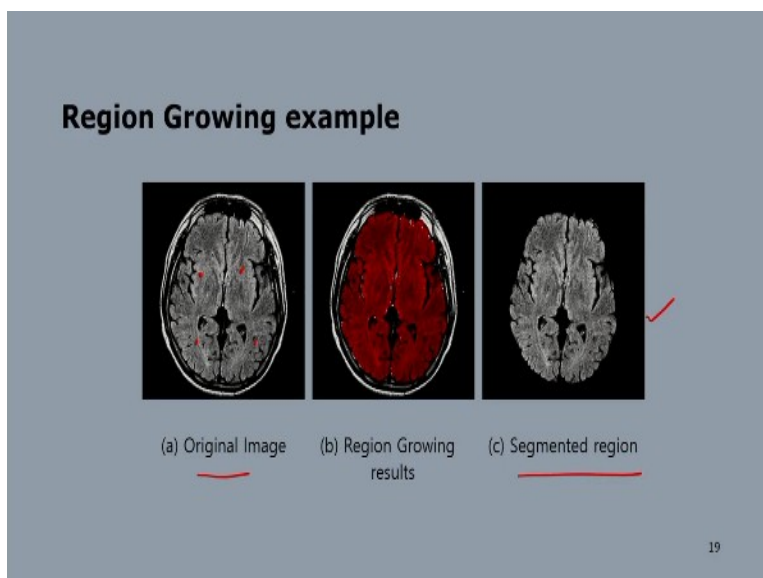 Region Growing example
(a) Original Image
(b) Region Growing
results
(c) Segmented region
19